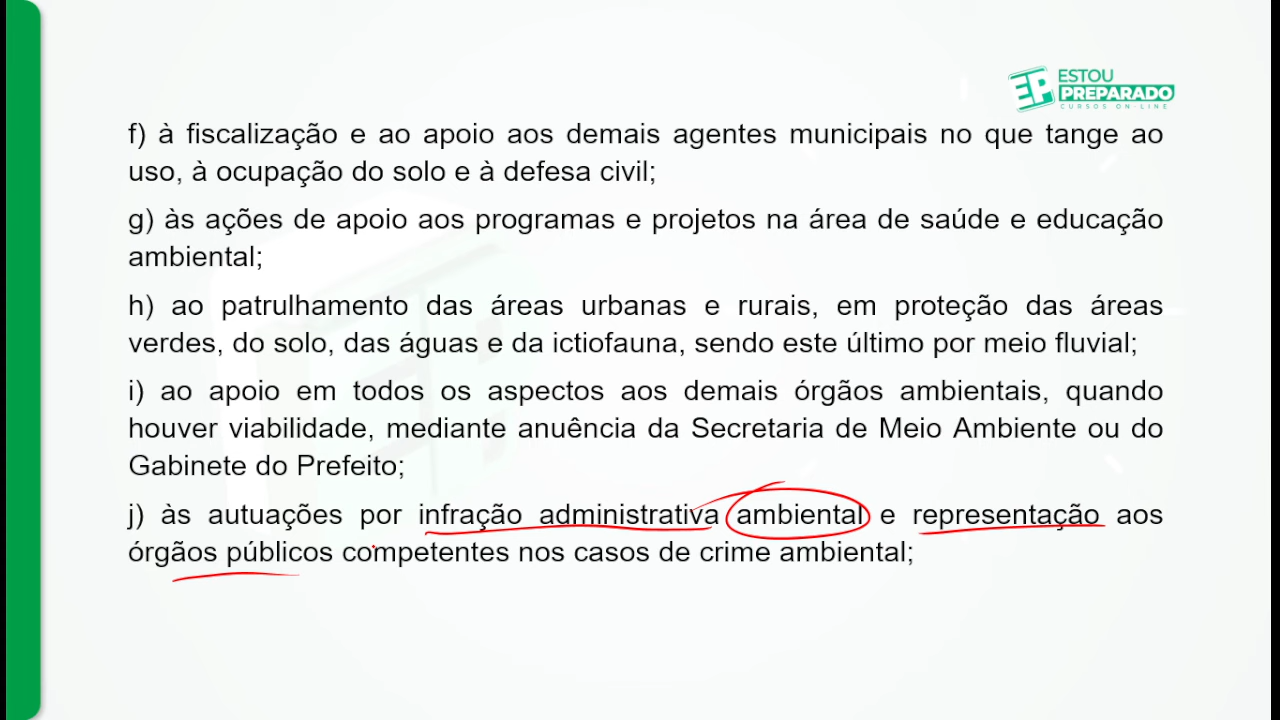 ESTOU
PREPARADO
CURSOS ON-LINE
f) à fiscalização e ao apoio aos demais agentes municipais no que tange ao
uso, à ocupação do solo e à defesa civil;
g) às ações de apoio aos programas e projetos na área de saúde e educação
ambiental;
h) ao patrulhamento das áreas urbanas e rurais, em proteção das áreas
verdes, do solo, das águas e da ictiofauna, sendo este último por meio fluvial;
i) ao apoio em todos os aspectos aos demais órgãos ambientais, quando
houver viabilidade, mediante anuência da Secretaria de Meio Ambiente ou do
Gabinete do Prefeito;
j) às autuações por infração administrativa ambiental e representação aos
órgãos públicos competentes nos casos de crime ambiental;